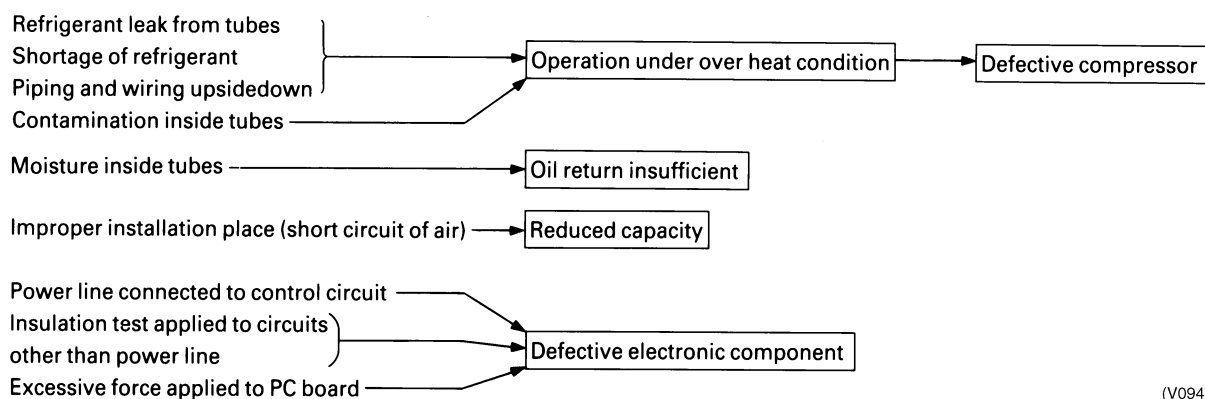 Refrigerant leak from tubes
Shortage of refrigerant
Piping and wiring upsidedown
Contamination inside tubes
Operation under over heat condition
Defective compressor
Moisture inside tubes
Oil return insufficient
Improper installation place (short circuit of air)
Reduced capacity
Power line connected to control circuit
Insulation test applied to circuits
other than power line
Excessive force applied to PC board
Defective electronic component